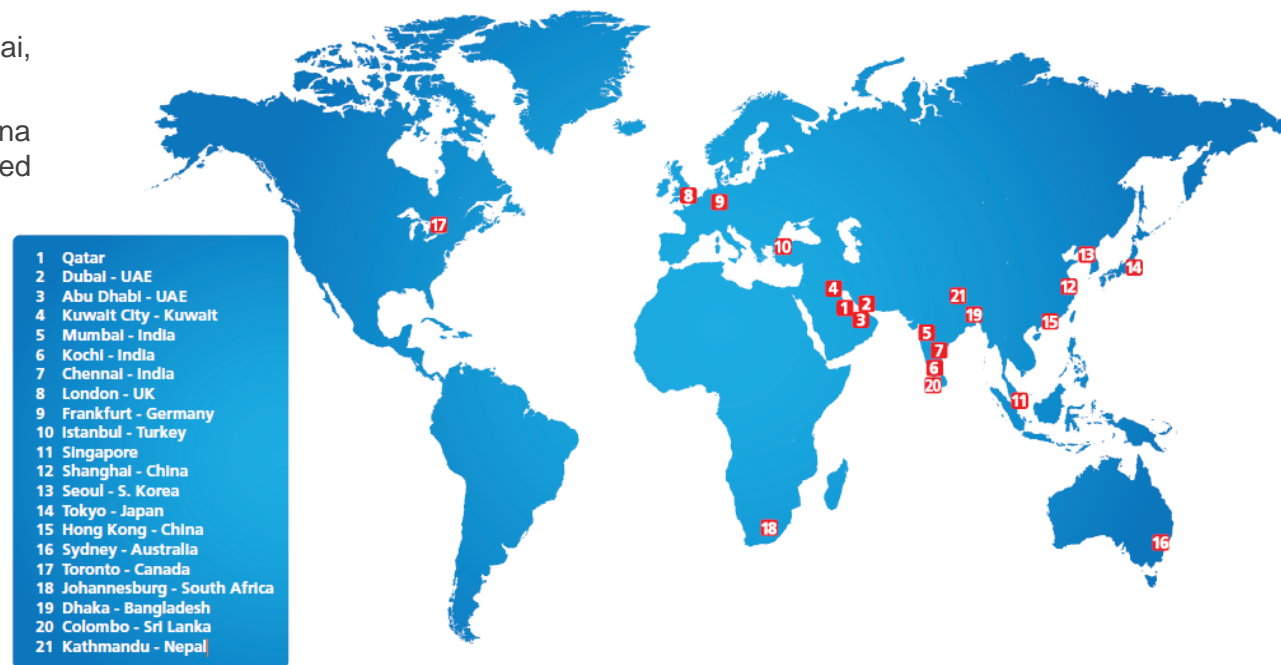 ai,
na
ed
1 Qatar
2 Dubai - UAE
3 Abu Dhabi - UAE
4 Kuwait City - Kuwait
5 Mumbai - India
6 Kochi - India
7 Chennai - India
8 London - UK
9 Frankfurt - Germany
10 Istanbul - Turkey
11 Singapore
12 Shanghai - China
13 Seoul - S. Korea
14 Tokyo - Japan
15 Hong Kong - China
16 Sydney - Australia
17 Toronto - Canada
18 Johannesburg - South Africa
19 Dhaka - Bangladesh
20 Colombo - Sri Lanka
21 Kathmandu - Nepal
8
9
17
10
13
14
4
12
21
1
2
3
19
15
5
7
6
20
11
18
16